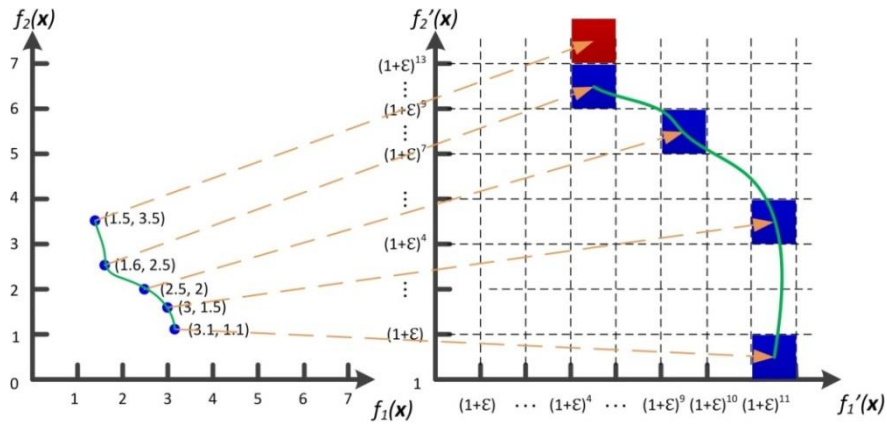 f₂(x)
7
6
5
4
3
2
1
0
1 2 3 4 5 6 7
f₁(x)
(1.5, 3.5)
(1.6, 2.5)
(2.5, 2)
(3, 1.5)
(3.1, 1.1)
f₂'(x)
(1+ε)¹³
⋮
(1+ε)⁹
⋮
(1+ε)⁷
⋮
(1+ε)⁴
⋮
(1+ε)
1
(1+ε) ⋯ (1+ε)⁴ ⋯ (1+ε)⁹ (1+ε)¹⁰ (1+ε)¹¹
f₁'(x)